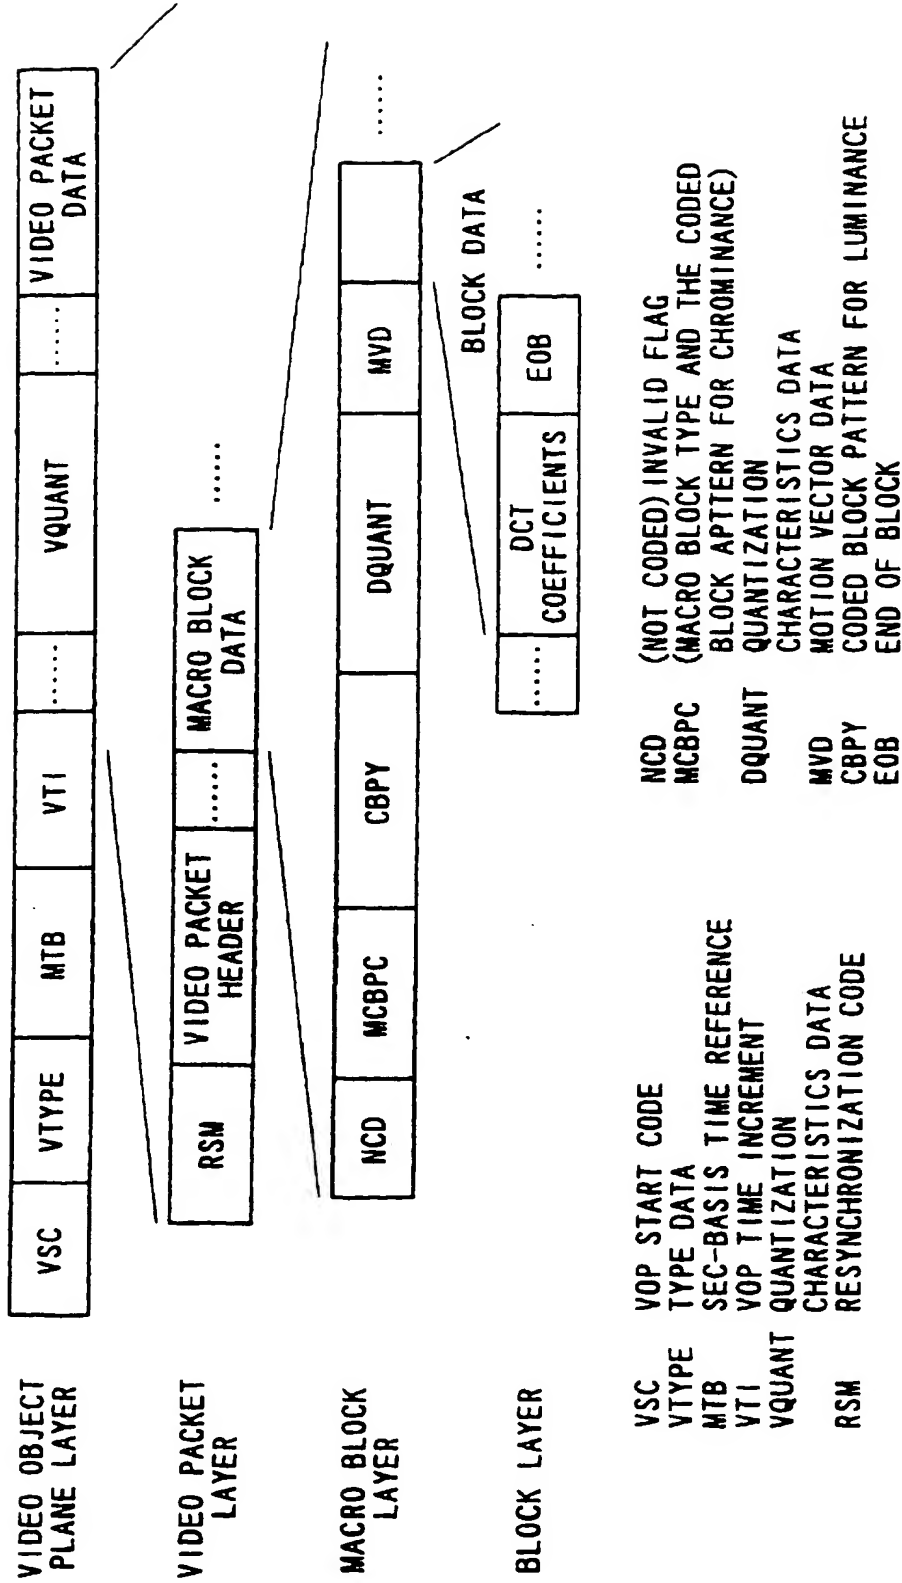 VIDEO OBJECT
PLANE LAYER
VSC
VTYPE
MTB
VTI
......
VQUANT
......
VIDEO PACKET
DATA
VIDEO PACKET
LAYER
RSM
VIDEO PACKET
HEADER
......
MACRO BLOCK
DATA
......
MACRO BLOCK
LAYER
NCD
MCBPC
CBPY
DQUANT
MVD
......
BLOCK DATA
BLOCK LAYER
......
DCT
COEFFICIENTS
EOB
......
VSC VOP START CODE
VTYPE TYPE DATA
MTB SEC-BASIS TIME REFERENCE
VTI VOP TIME INCREMENT
VQUANT QUANTIZATION
CHARACTERISTICS DATA
RSM RESYNCHRONIZATION CODE
NCD (NOT CODED) INVALID FLAG
MCBPC (MACRO BLOCK TYPE AND THE CODED
BLOCK APTTERN FOR CHROMINANCE)
DQUANT QUANTIZATION
CHARACTERISTICS DATA
MVD MOTION VECTOR DATA
CBPY CODED BLOCK PATTERN FOR LUMINANCE
EOB END OF BLOCK